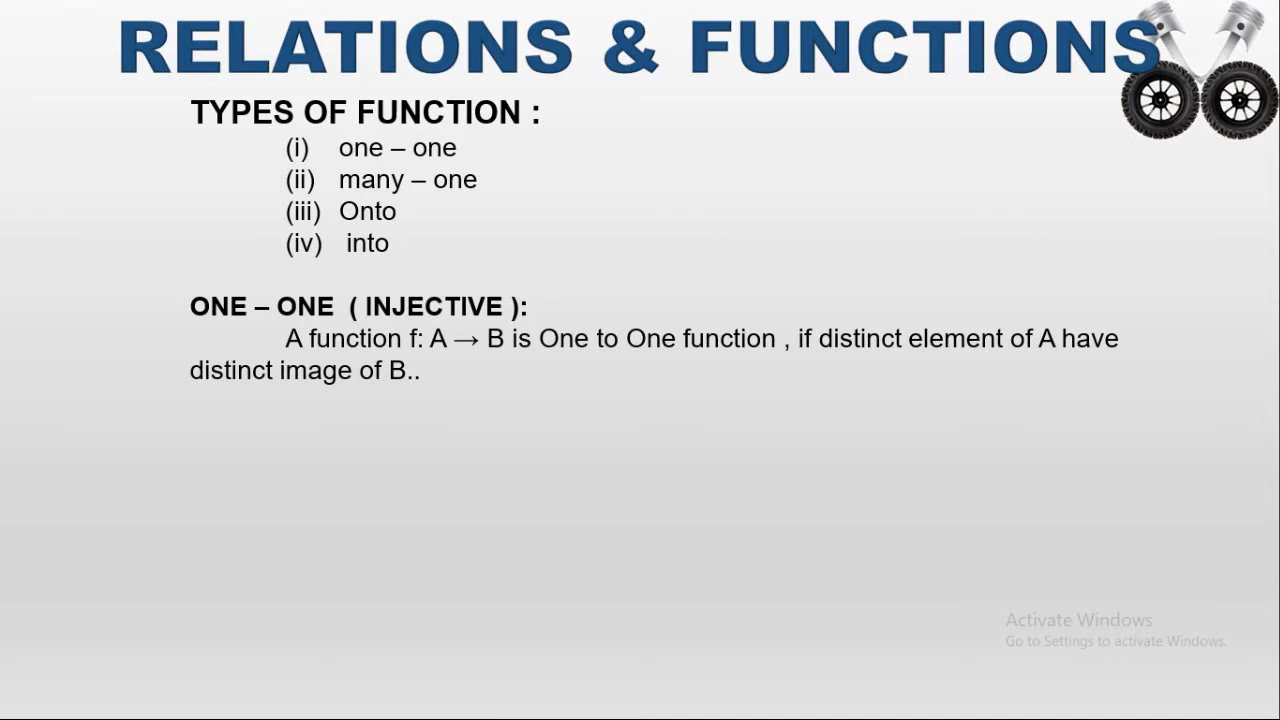 RELATIONS & FUNCTIONS
TYPES OF FUNCTION :
(i) one – one
(ii) many – one
(iii) Onto
(iv) into
ONE – ONE ( INJECTIVE ):
A function f: A → B is One to One function , if distinct element of A have
distinct image of B..
Activate Windows
Go to Settings to activate Windows.